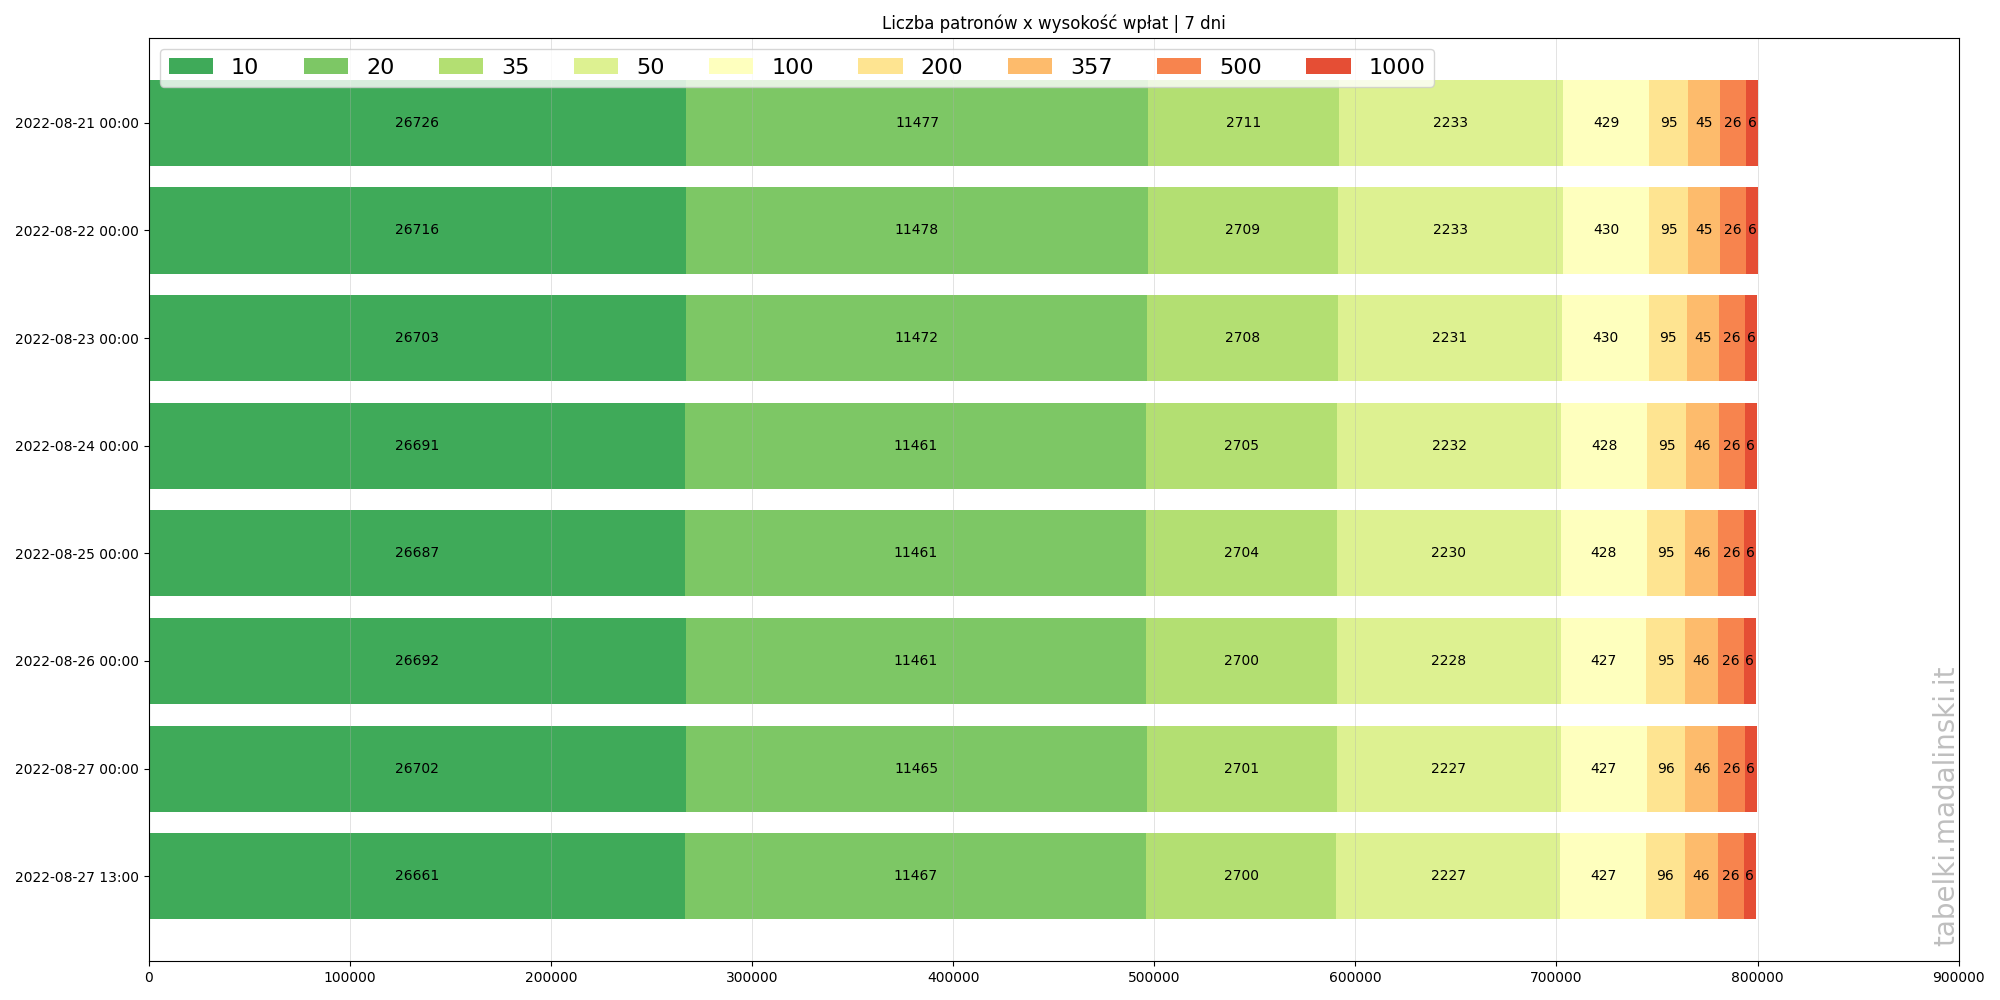 Liczba patronów x wysokość wpłat | 7 dni
10 20 35 50 100 200 357 500 1000
2022-08-21 00:00 26726 11477 2711 2233 429 95 45 26 6
2022-08-22 00:00 26716 11478 2709 2233 430 95 45 26 6
2022-08-23 00:00 26703 11472 2708 2231 430 95 45 26 6
2022-08-24 00:00 26691 11461 2705 2232 428 95 46 26 6
2022-08-25 00:00 26687 11461 2704 2230 428 95 46 26 6
2022-08-26 00:00 26692 11461 2700 2228 427 95 46 26 6
2022-08-27 00:00 26702 11465 2701 2227 427 96 46 26 6
2022-08-27 13:00 26661 11467 2700 2227 427 96 46 26 6
0 100000 200000 300000 400000 500000 600000 700000 800000 900000
tabelki.madalinski.it